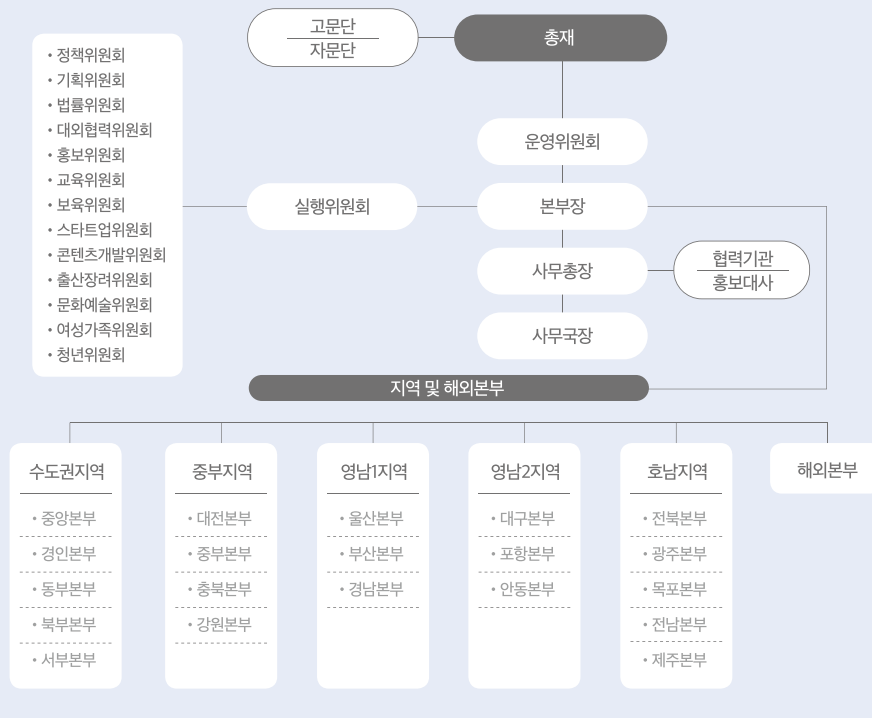 고문단
자문단
총재
• 정책위원회
• 기획위원회
• 법률위원회
• 대외협력위원회
• 홍보위원회
• 교육위원회
• 보육위원회
• 스타트업위원회
• 콘텐츠개발위원회
• 출산장려위원회
• 문화예술위원회
• 여성가족위원회
• 청년위원회
운영위원회
실행위원회
본부장
사무총장
협력기관
홍보대사
사무국장
지역 및 해외본부
수도권지역
• 중앙본부
• 경인본부
• 동부본부
• 북부본부
• 서부본부
중부지역
• 대전본부
• 중부본부
• 충북본부
• 강원본부
영남1지역
• 울산본부
• 부산본부
• 경남본부
영남2지역
• 대구본부
• 포항본부
• 안동본부
호남지역
• 전북본부
• 광주본부
• 목포본부
• 전남본부
• 제주본부
해외본부